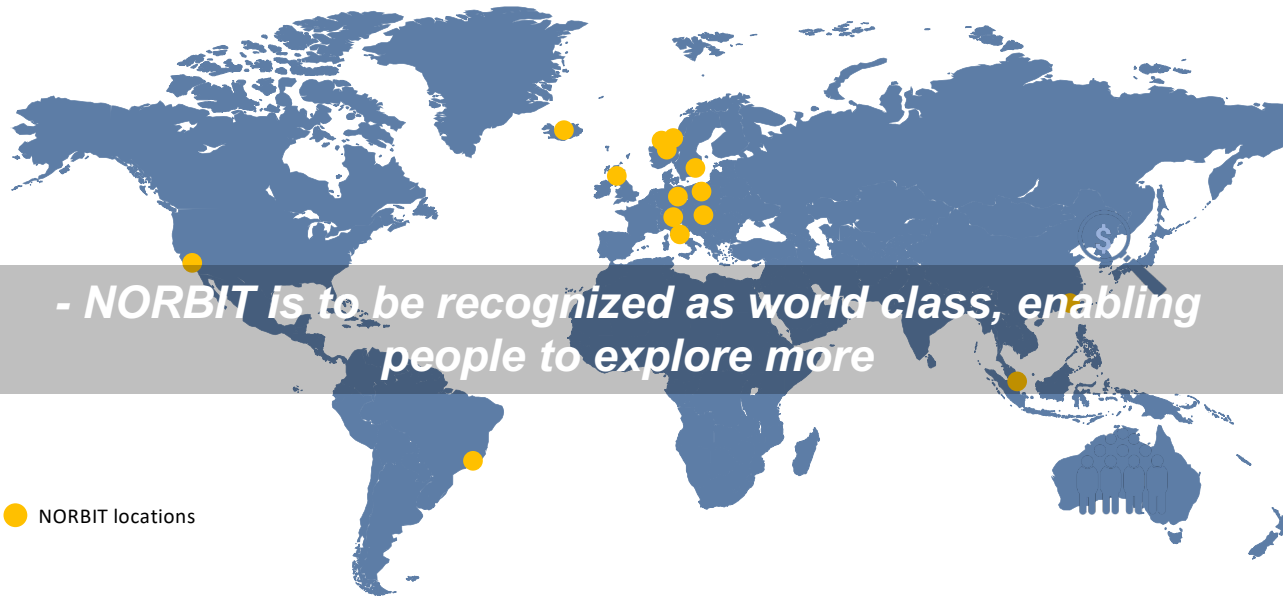 $
- NORBIT is to be recognized as world class, enabling
people to explore more
NORBIT locations